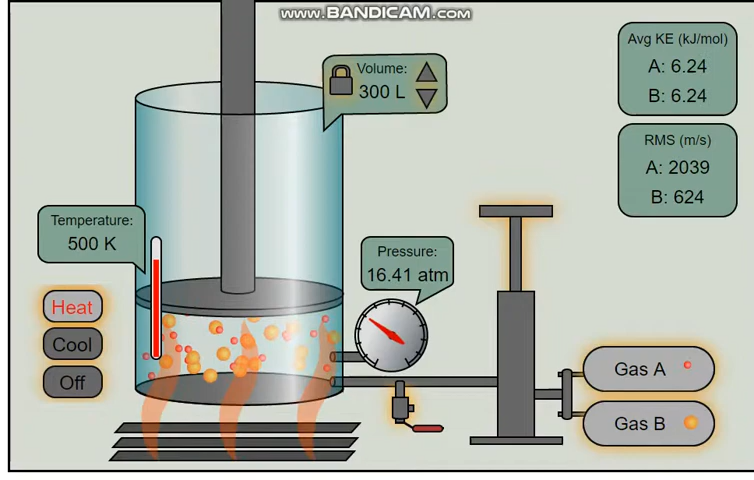 www.BANDICAM.com
Volume:
300 L
Avg KE (kJ/mol)
A: 6.24
B: 6.24
RMS (m/s)
A: 2039
B: 624
Temperature:
500 K
Pressure:
16.41 atm
Heat
Cool
Off
Gas A
Gas B